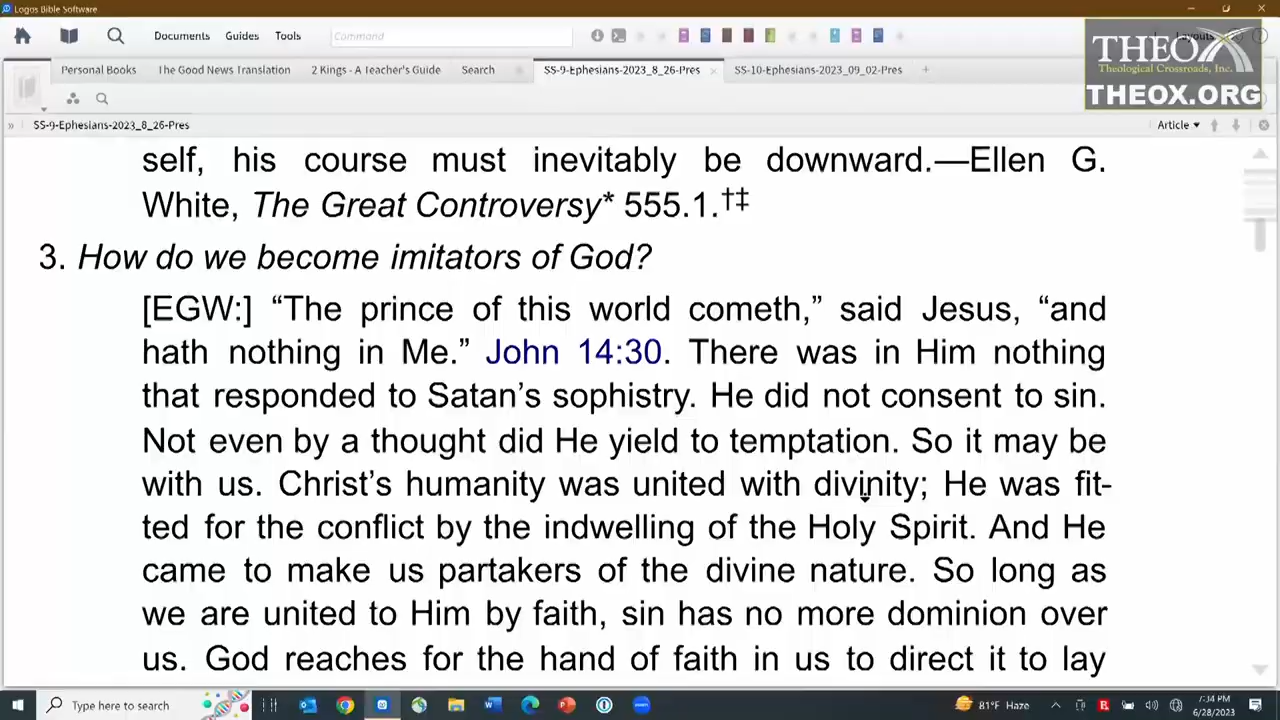 Logos Bible Software
Documents Guides Tools Command Layouts
THEOX
Theological Crossroads, Inc.
THEOX.ORG
Personal Books The Good News Translation 2 Kings - A Teacher's Gu SS-9-Ephesians-2023_8_26-Pres SS-10-Ephesians-2023_09_02-Pres +
» SS-9-Ephesians-2023_8_26-Pres Article
self, his course must inevitably be downward.—Ellen G.
White, The Great Controversy* 555.1.†‡
3. How do we become imitators of God?
[EGW:] “The prince of this world cometh,” said Jesus, “and
hath nothing in Me.” John 14:30. There was in Him nothing
that responded to Satan’s sophistry. He did not consent to sin.
Not even by a thought did He yield to temptation. So it may be
with us. Christ’s humanity was united with divinity; He was fit-
ted for the conflict by the indwelling of the Holy Spirit. And He
came to make us partakers of the divine nature. So long as
we are united to Him by faith, sin has no more dominion over
us. God reaches for the hand of faith in us to direct it to lay
Type here to search 81°F Haze 7:34 PM
6/28/2023